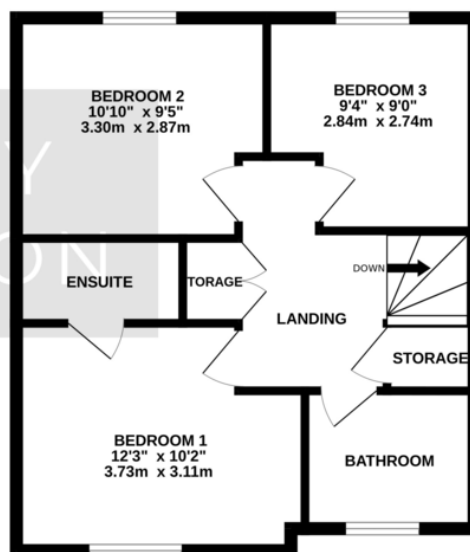 BEDROOM 2
10'10" x 9'5"
3.30m x 2.87m
BEDROOM 3
9'4" x 9'0"
2.84m x 2.74m
Y
ON
ENSUITE
TORAGE
DOWN
LANDING
STORAGE
BEDROOM 1
12'3" x 10'2"
3.73m x 3.11m
BATHROOM